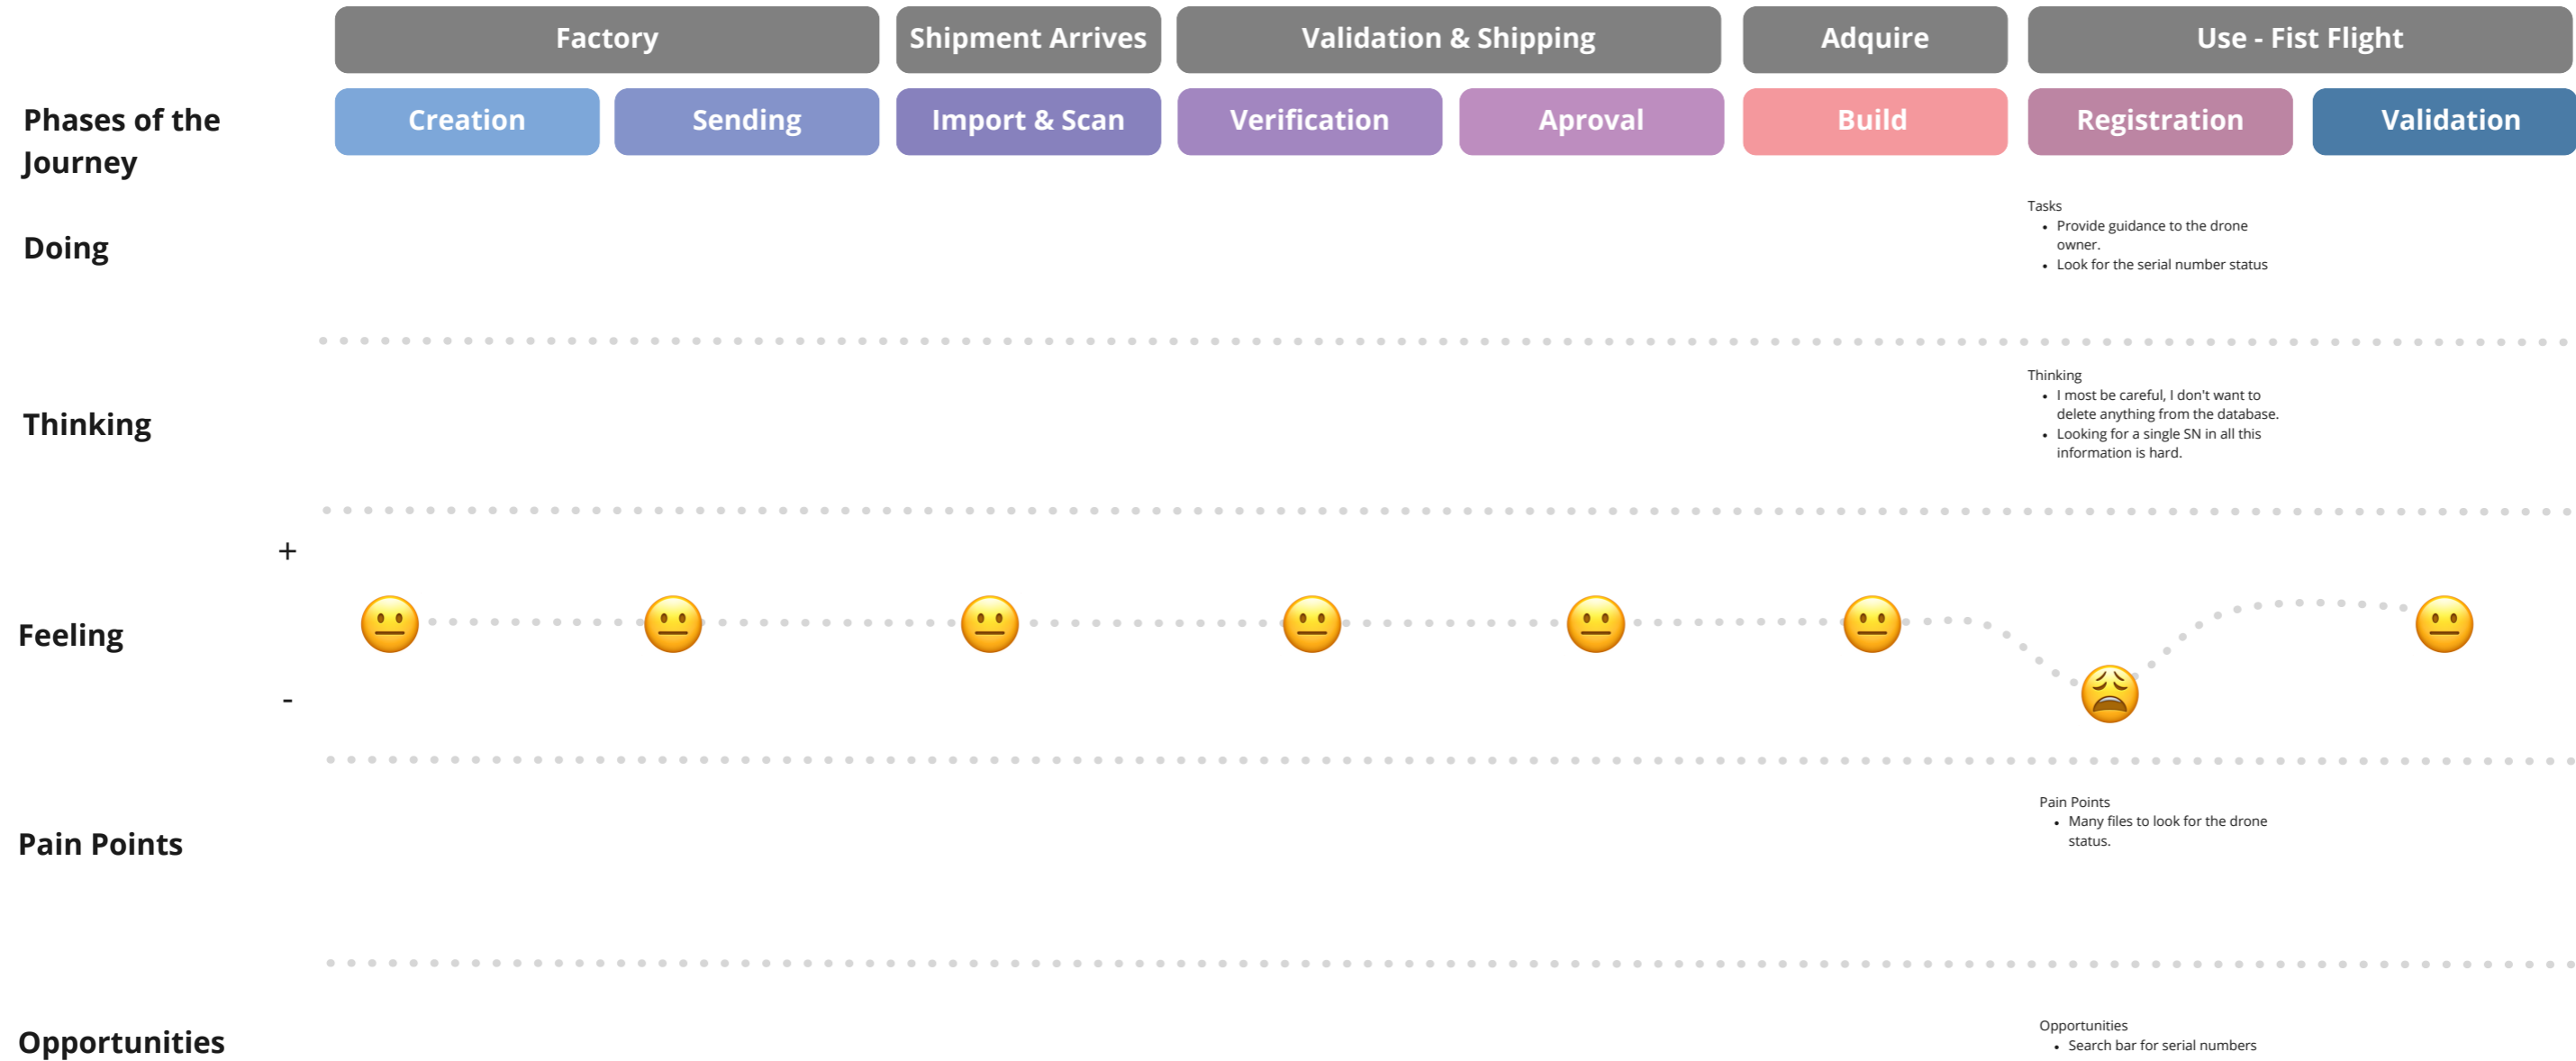 Factory
Shipment Arrives
Validation & Shipping
Adquire
Use - Fist Flight
Phases of the
Journey
Creation
Sending
Import & Scan
Verification
Aproval
Build
Registration
Validation
Doing
Tasks
• Provide guidance to the drone
owner.
• Look for the serial number status
Thinking
Thinking
• I most be careful, I don't want to
delete anything from the database.
• Looking for a single SN in all this
information is hard.
+
Feeling
-
Pain Points
Pain Points
• Many files to look for the drone
status.
Opportunities
Opportunities
• Search bar for serial numbers